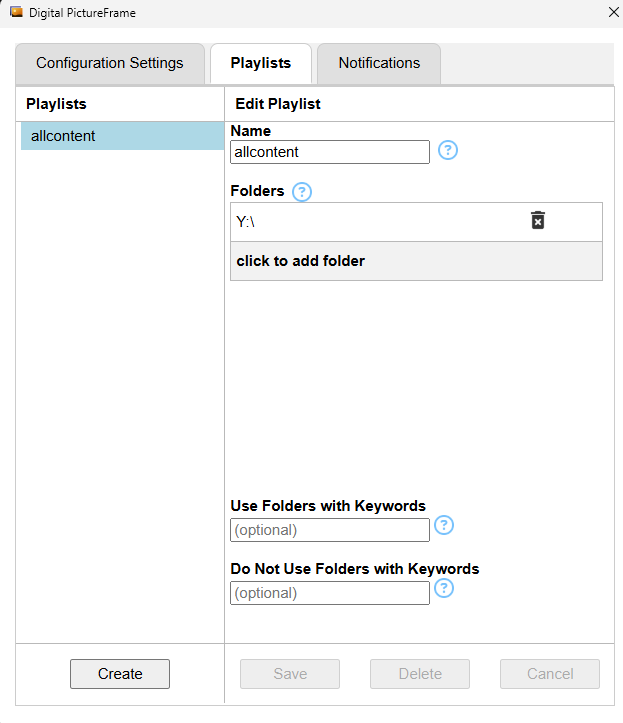 Digital PictureFrame
Configuration Settings
Playlists
Notifications
Playlists
Edit Playlist
allcontent
Name
allcontent
?
Folders ?
Y:\
click to add folder
Use Folders with Keywords
(optional)
?
Do Not Use Folders with Keywords
(optional)
?
Create
Save
Delete
Cancel